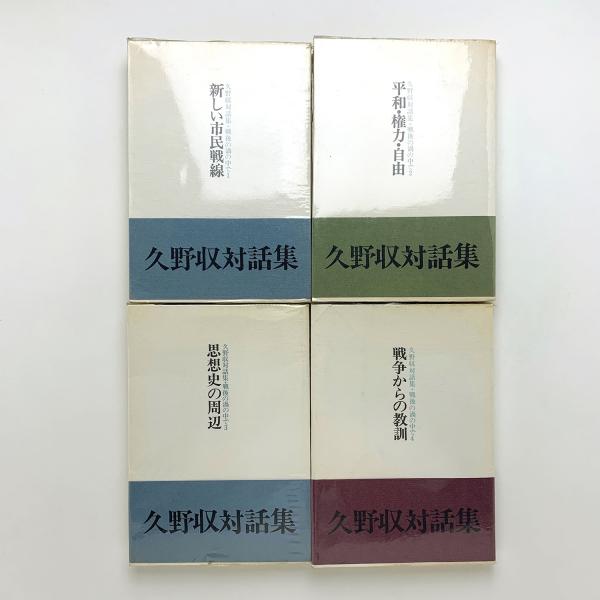 久野収対話集・戦後の渦の中で1
新しい市民戦線
久野収対話集
久野収対話集・戦後の渦の中で2
平和・権力・自由
久野収対話集
久野収対話集・戦後の渦の中で3
思想史の周辺
久野収対話集
久野収対話集・戦後の渦の中で4
戦争からの教訓
久野収対話集